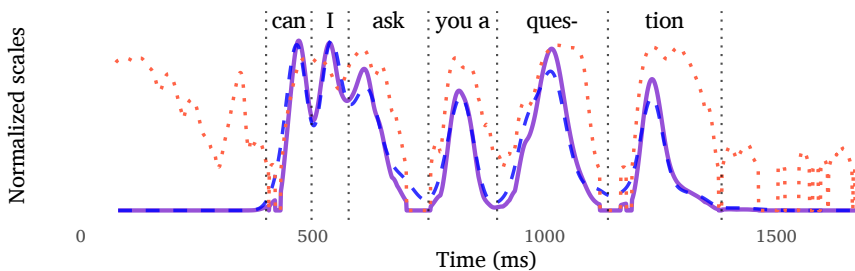 can I ask you a ques- tion
Normalized scales
0 500 1000 1500
Time (ms)